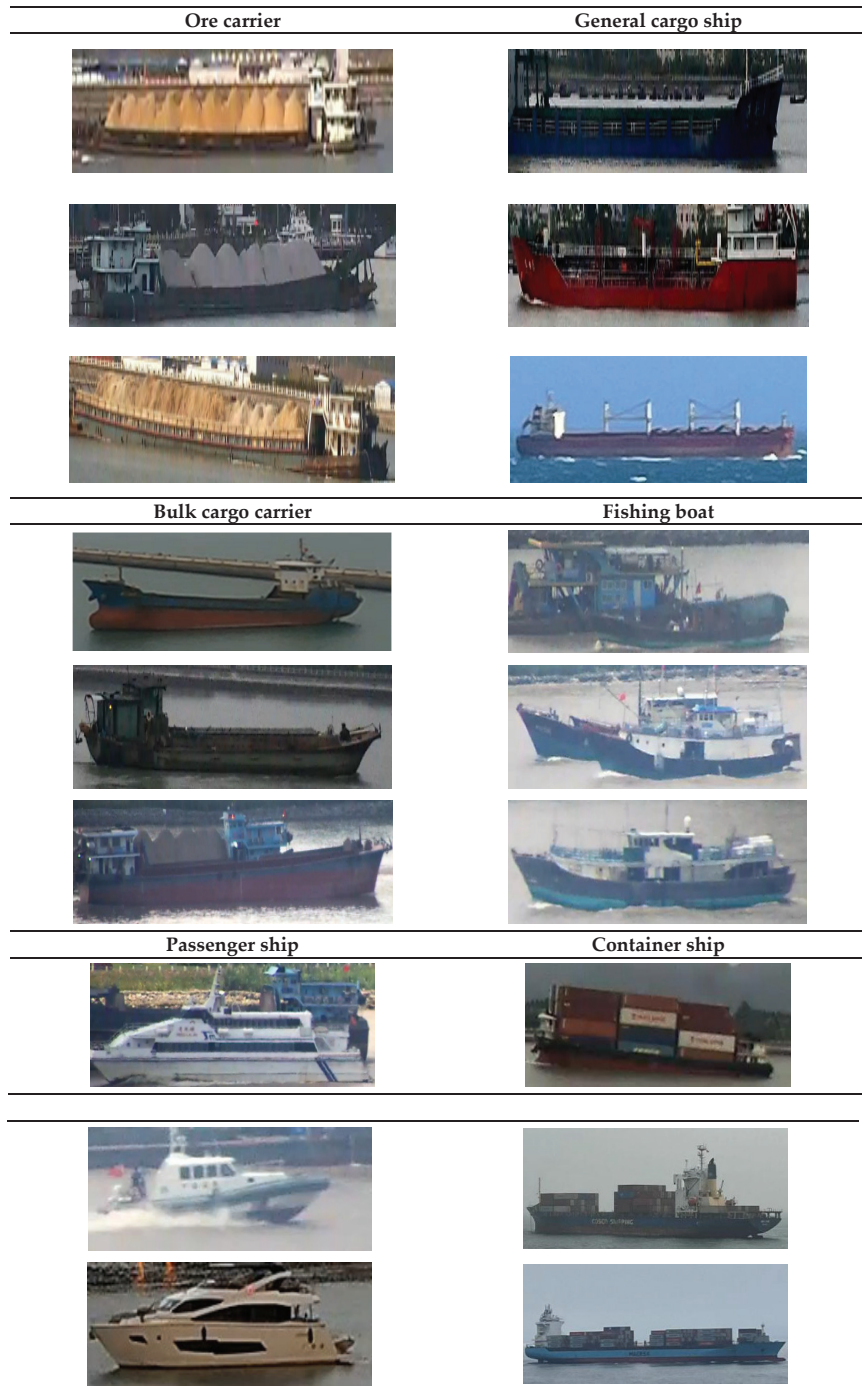 Ore carrier
General cargo ship
Bulk cargo carrier
Fishing boat
Passenger ship
Container ship